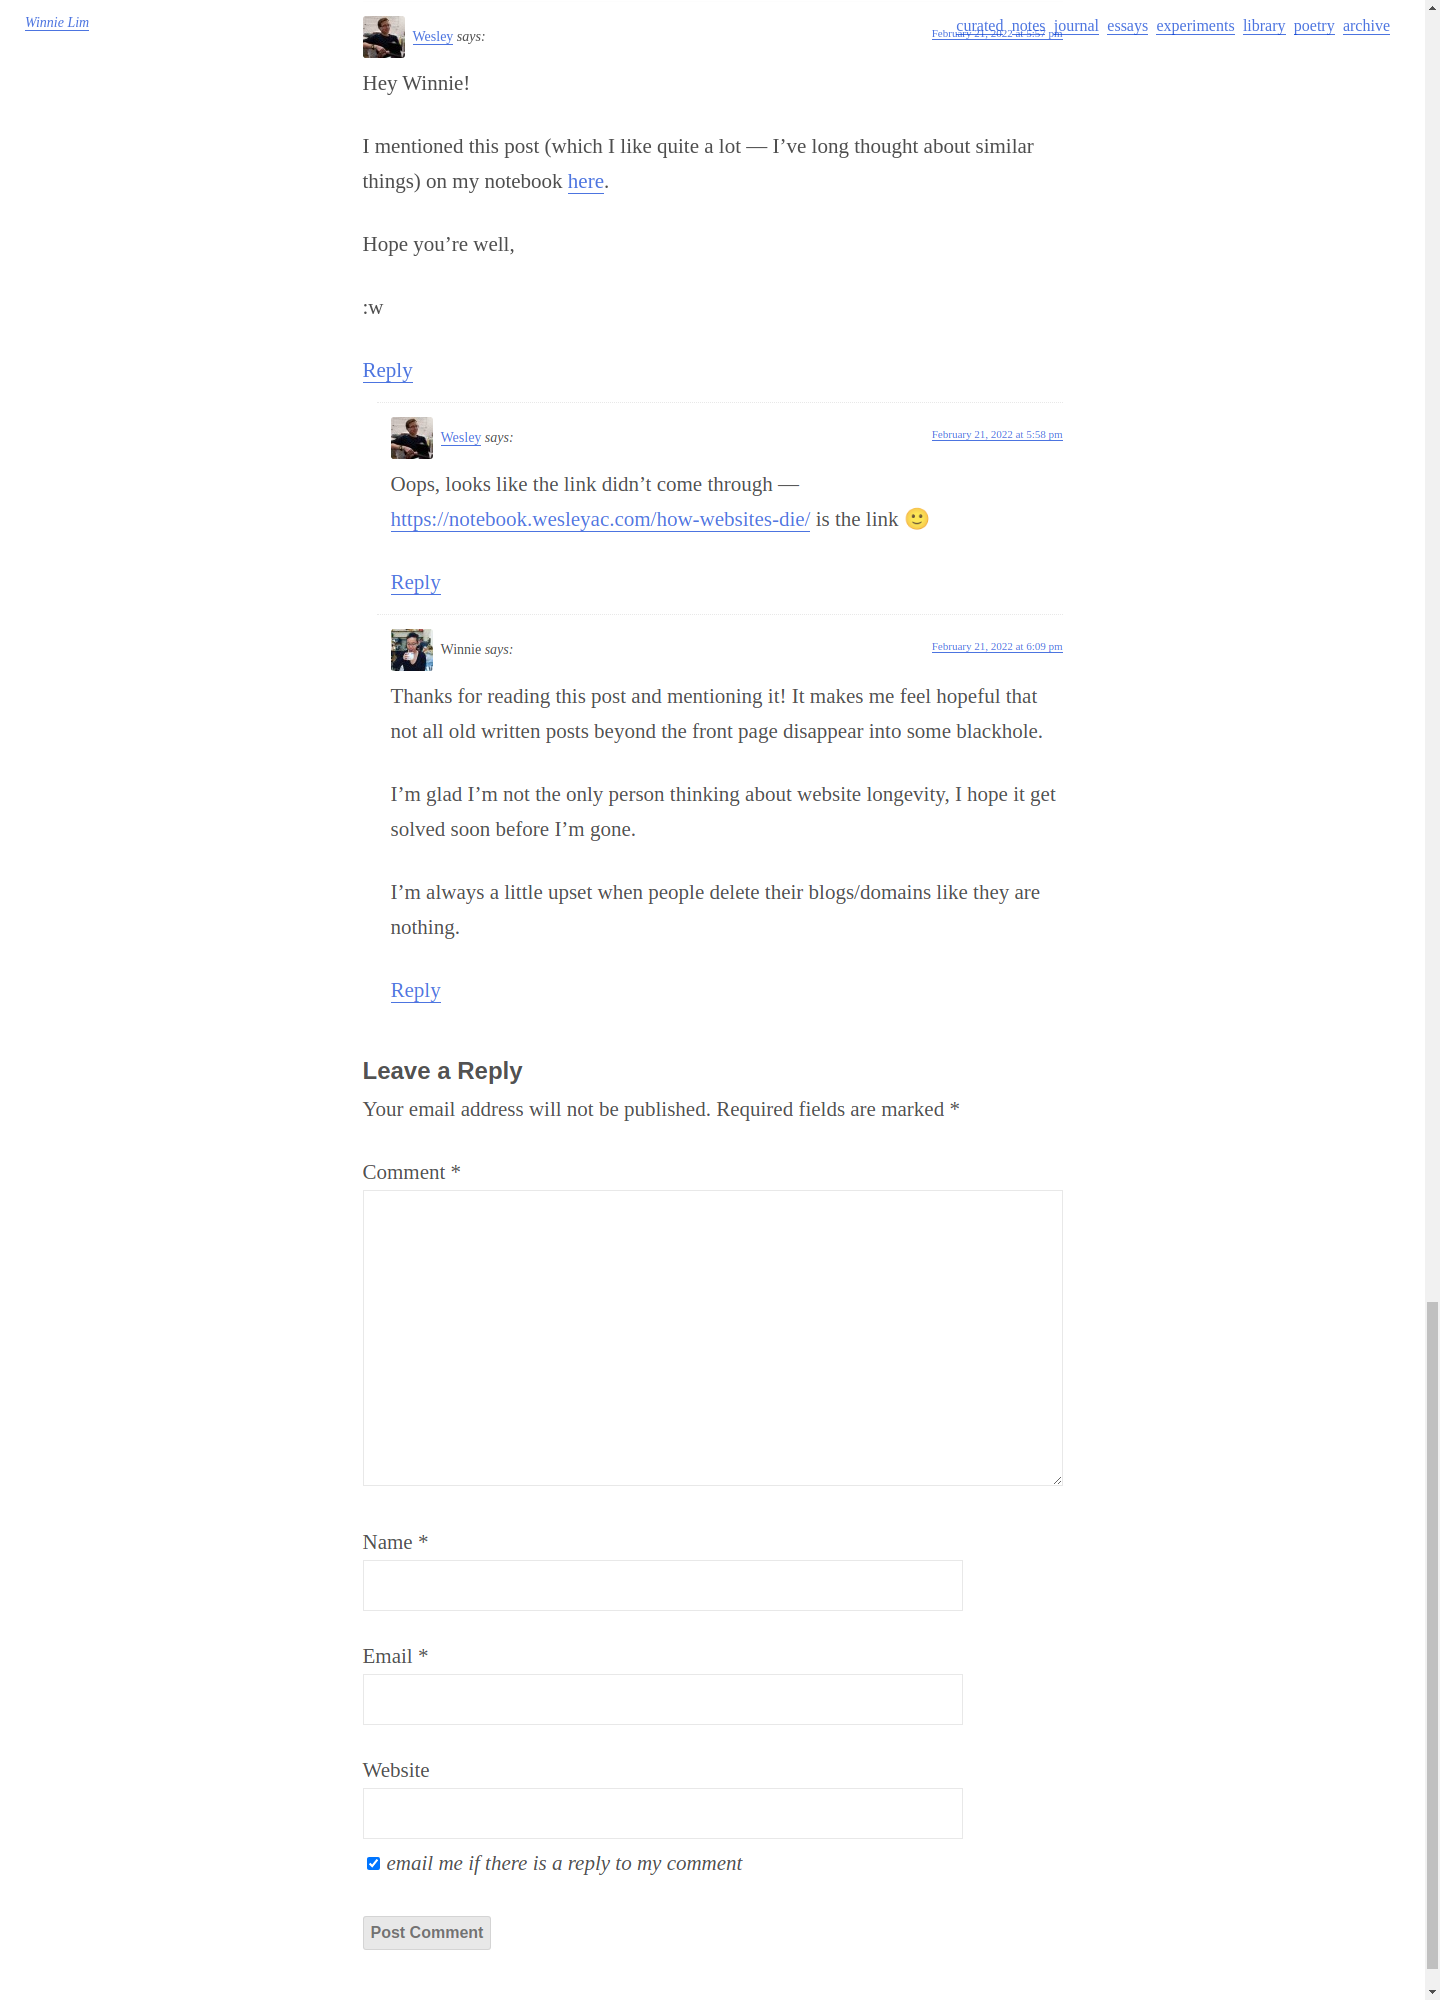 Winnie Lim
curated notes journal essays experiments library poetry archive
Wesley says:
February 21, 2022 at 5:57 pm
Hey Winnie!
I mentioned this post (which I like quite a lot — I’ve long thought about similar
things) on my notebook here.
Hope you’re well,
:w
Reply
Wesley says:
February 21, 2022 at 5:58 pm
Oops, looks like the link didn’t come through —
https://notebook.wesleyac.com/how-websites-die/ is the link 🙂
Reply
Winnie says:
February 21, 2022 at 6:09 pm
Thanks for reading this post and mentioning it! It makes me feel hopeful that
not all old written posts beyond the front page disappear into some blackhole.
I’m glad I’m not the only person thinking about website longevity, I hope it get
solved soon before I’m gone.
I’m always a little upset when people delete their blogs/domains like they are
nothing.
Reply
Leave a Reply
Your email address will not be published. Required fields are marked *
Comment *
Name *
Email *
Website
email me if there is a reply to my comment
Post Comment